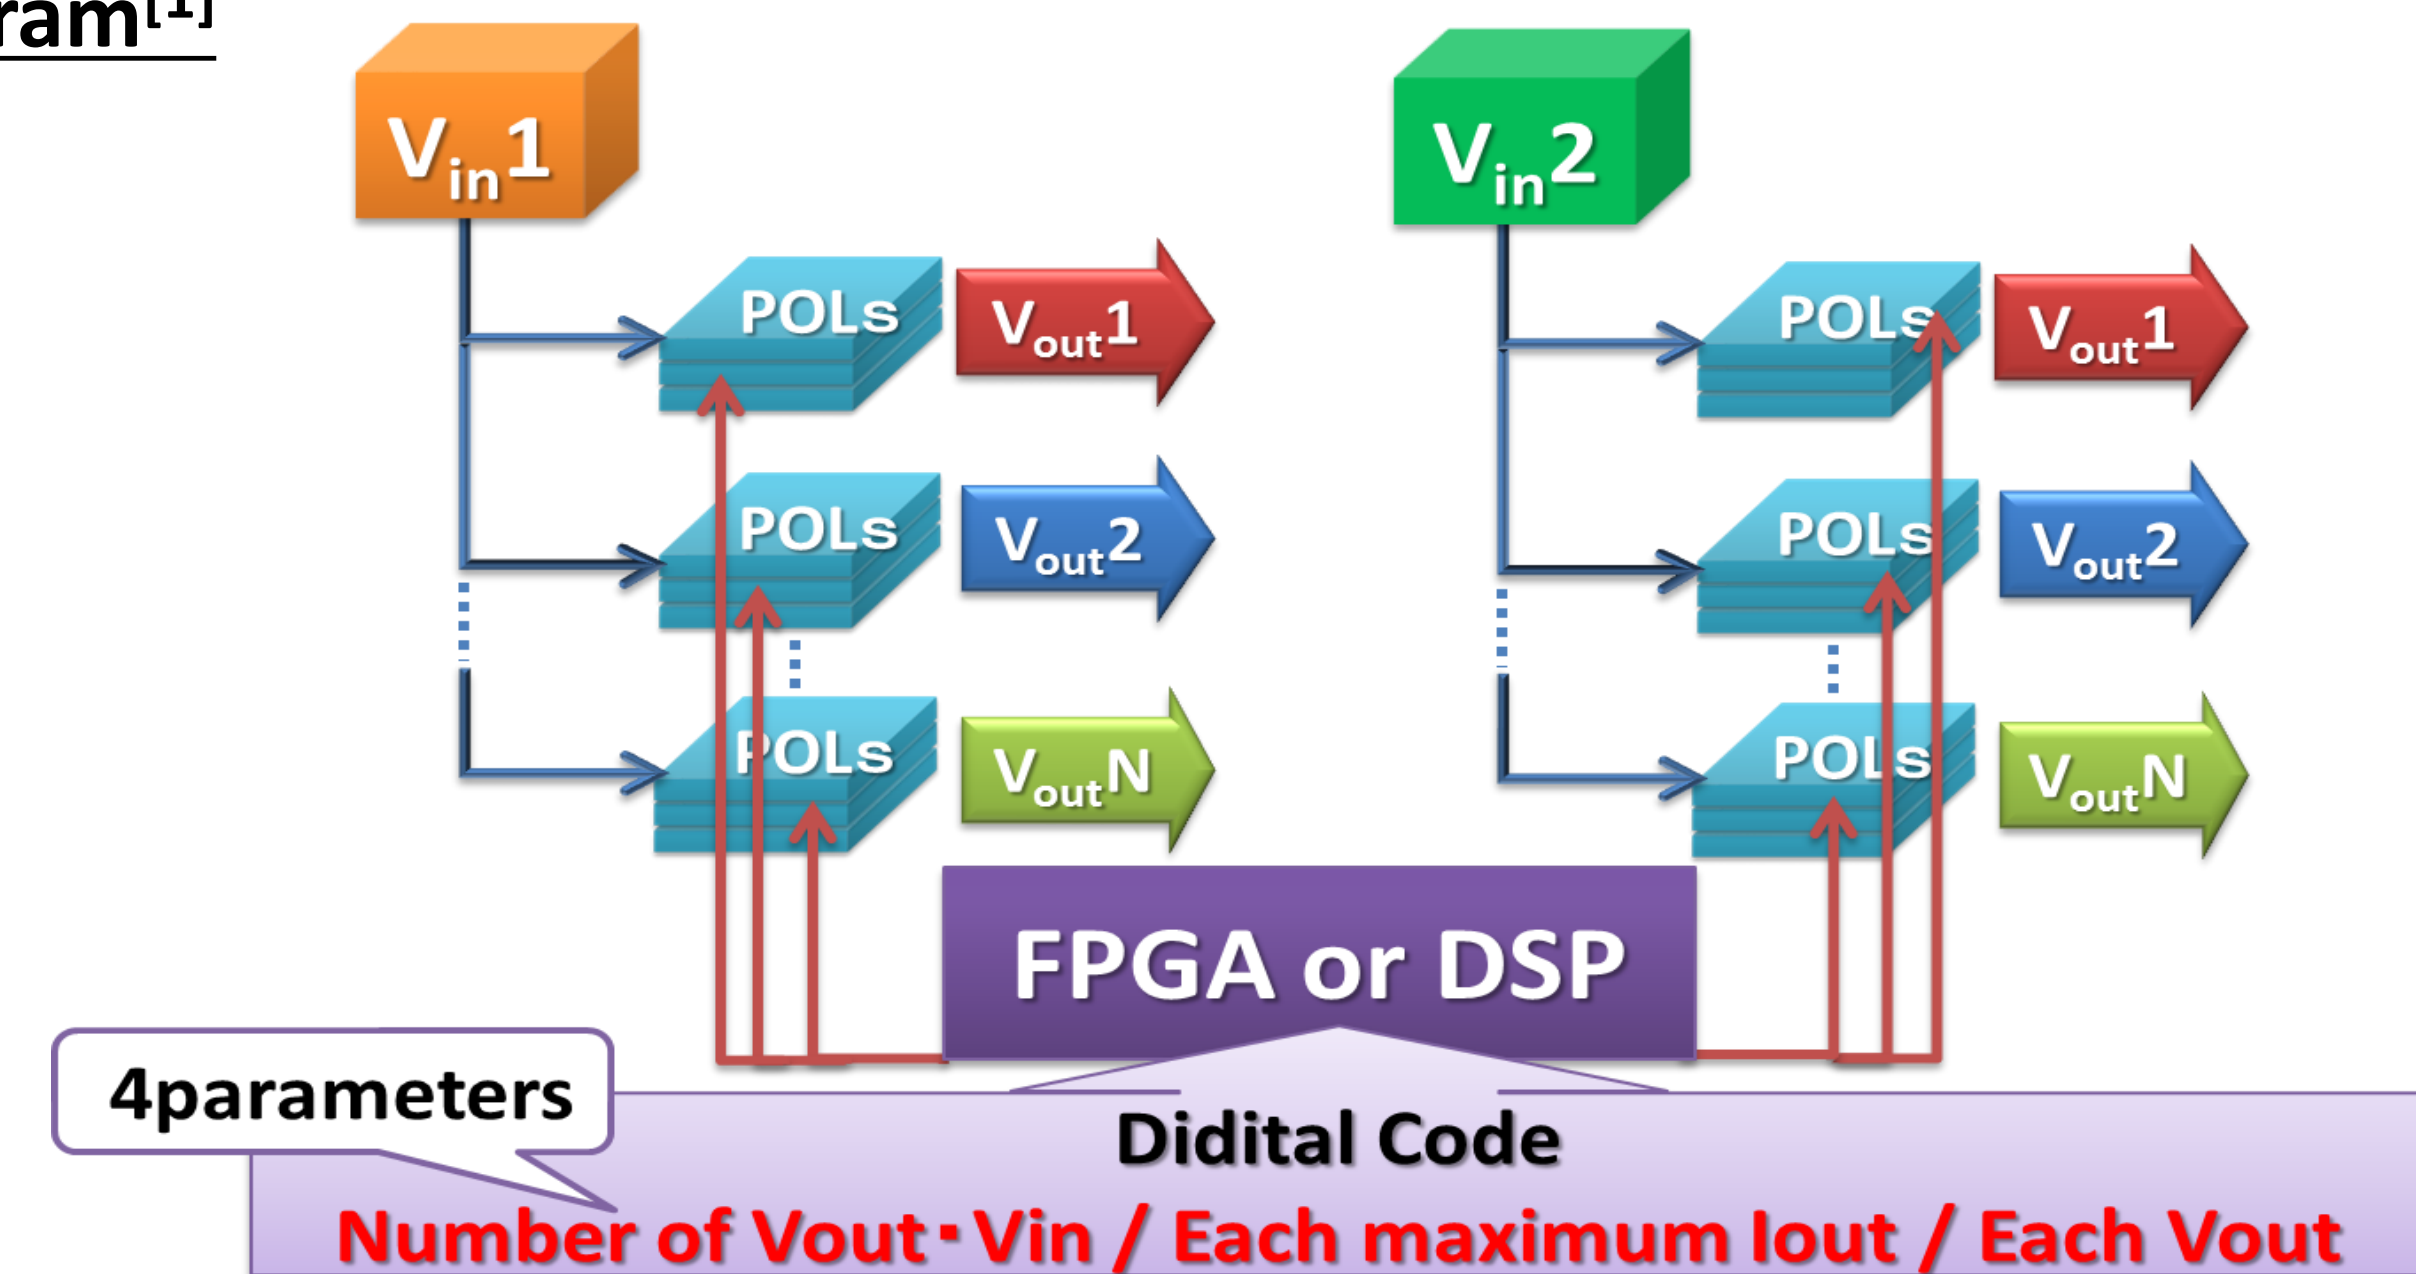 ram[1]
Vin1
Vin2
POLs
Vout1
POLs
Vout1
POLs
Vout2
POLs
Vout2
POLs
VoutN
POLs
VoutN
FPGA or DSP
4parameters
Didital Code
Number of Vout・Vin / Each maximum Iout / Each Vout